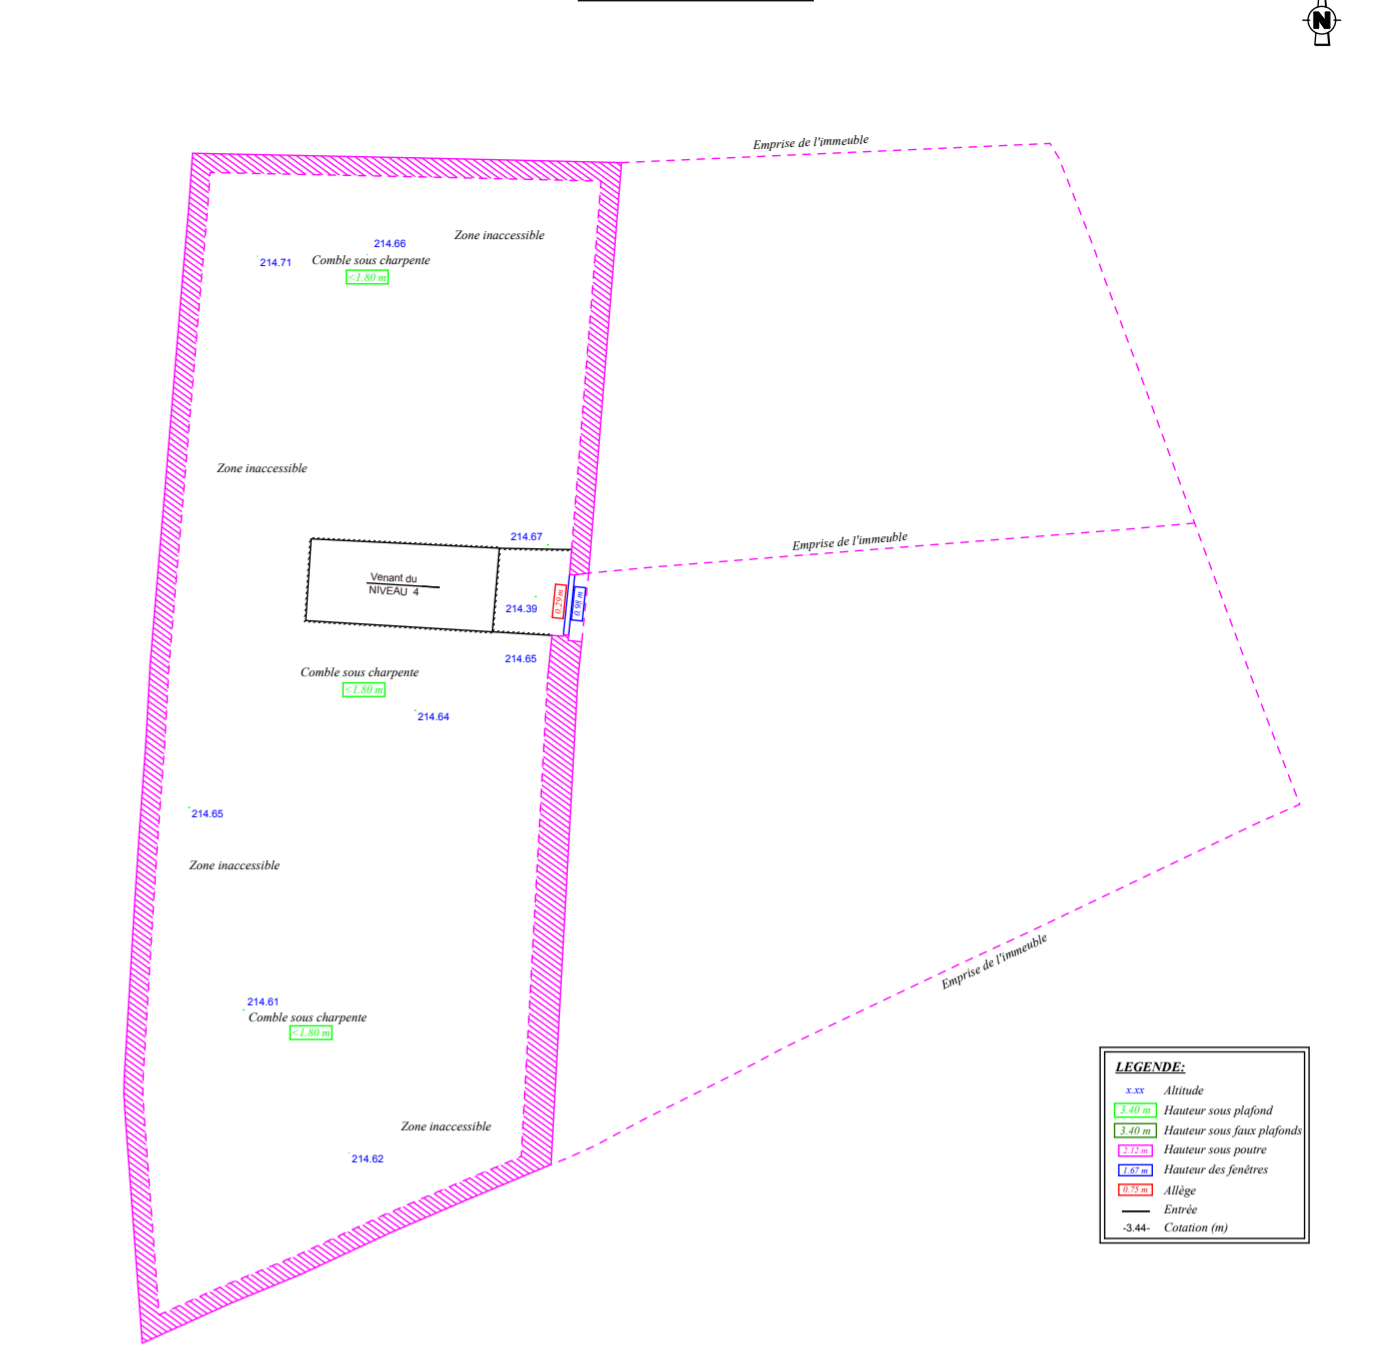 N
Emprise de l'immeuble
Zone inaccessible
214.66
214.71
Comble sous charpente
<1.80 m
Zone inaccessible
214.67
Emprise de l'immeuble
Venant du
NIVEAU 4
0.29 m
0.98 m
214.39
214.65
Comble sous charpente
<1.80 m
214.64
214.65
Zone inaccessible
Emprise de l'immeuble
214.61
Comble sous charpente
<1.80 m
Zone inaccessible
214.62
LEGENDE:
x.xx Altitude
3.40 m Hauteur sous plafond
3.40 m Hauteur sous faux plafonds
2.12 m Hauteur sous poutre
1.67 m Hauteur des fenêtres
0.75 m Allège
Entrée
-3.44- Cotation (m)